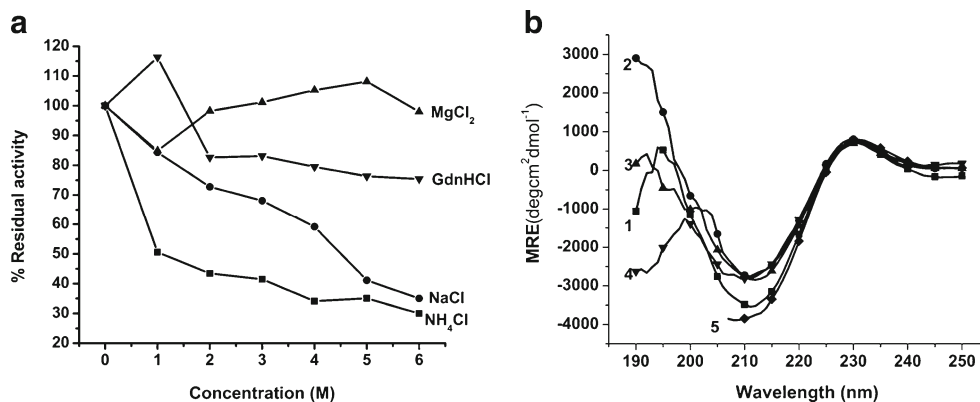 a
120
110
100
90
80
70
60
50
40
30
20
% Residual activity
0 1 2 3 4 5 6
Concentration (M)
MgCl₂
GdnHCl
NaCl
NH₄Cl
b
3000
2000
1000
0
-1000
-2000
-3000
-4000
MRE(degcm²dmol⁻¹)
2
3
1
4
5
190 200 210 220 230 240 250
Wavelength (nm)